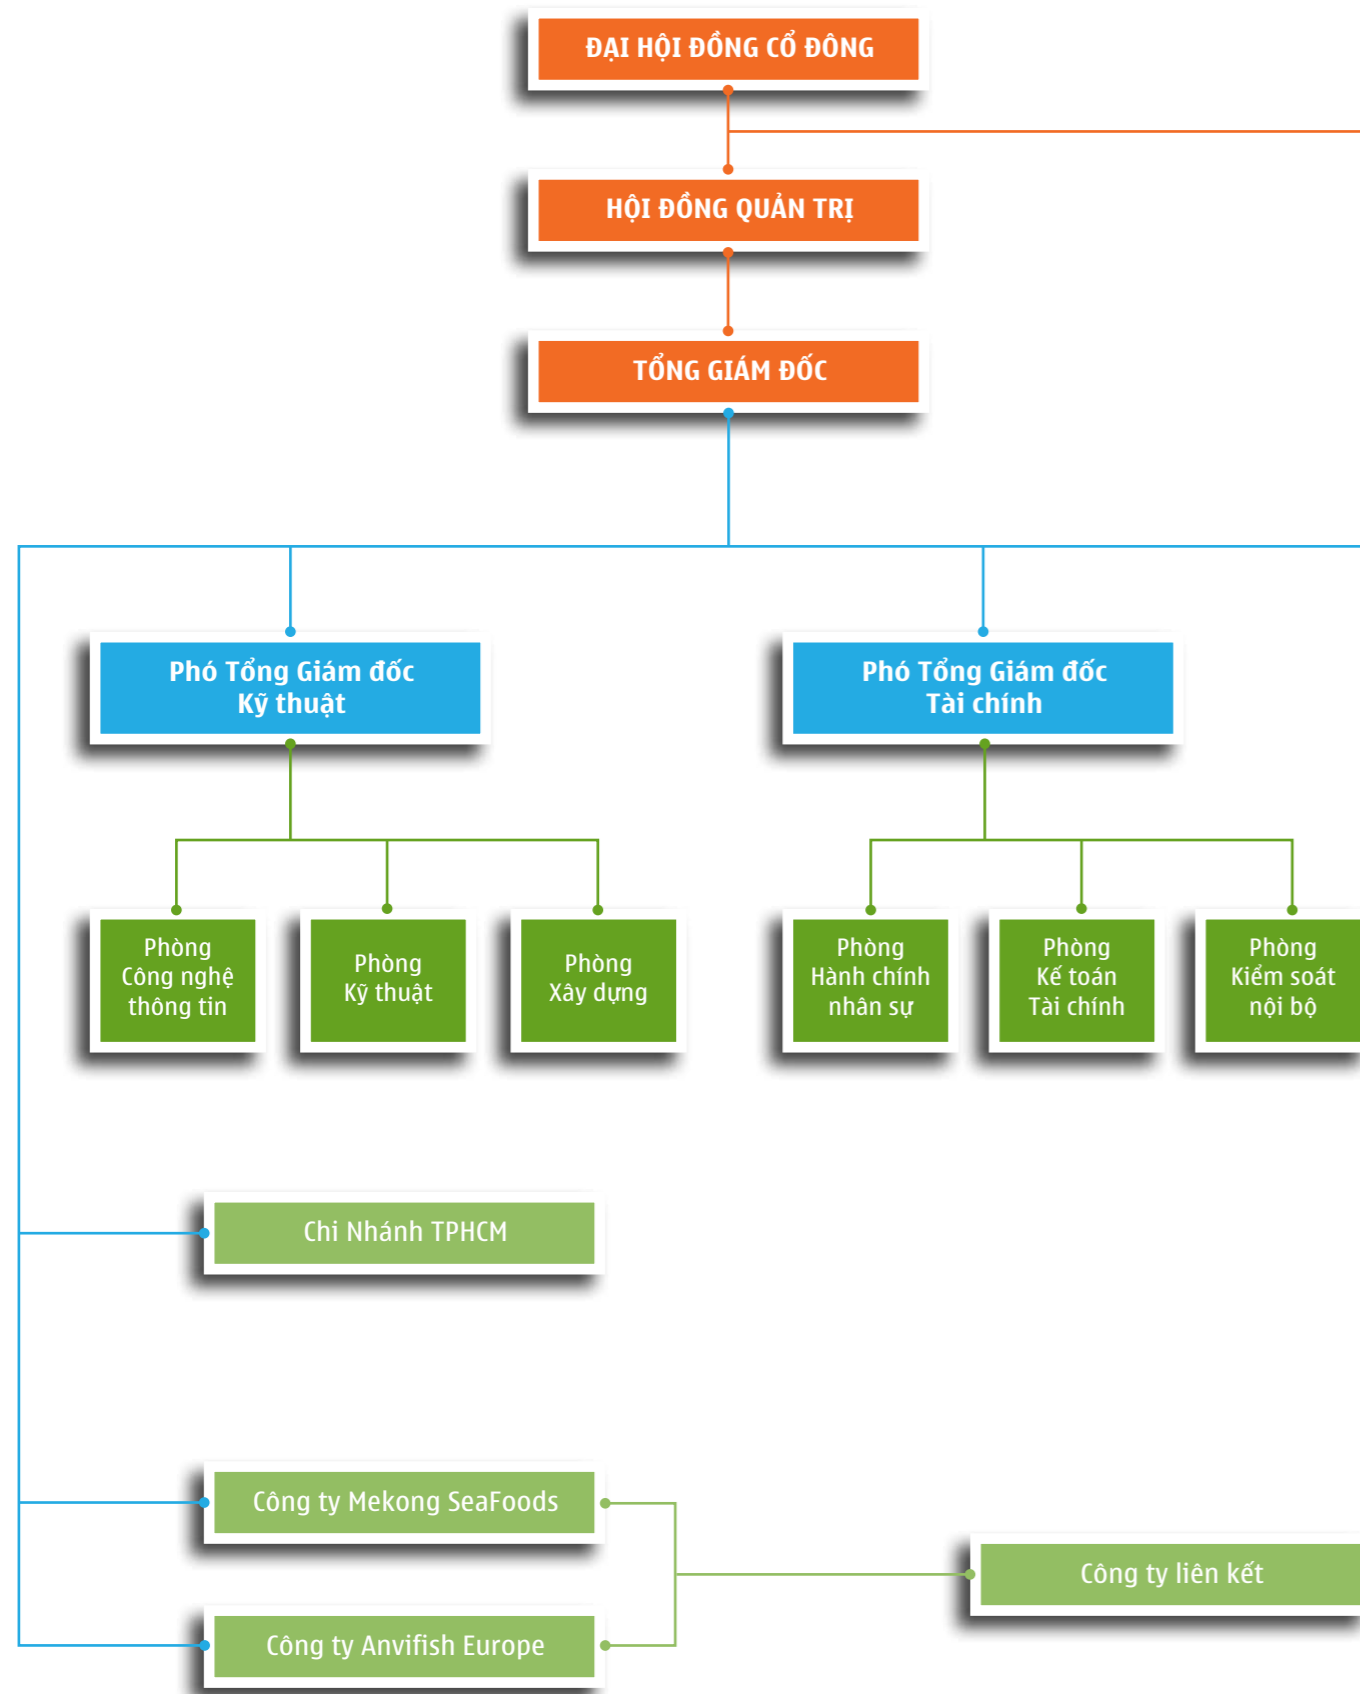 ĐẠI HỘI ĐỒNG CỔ ĐÔNG
HỘI ĐỒNG QUẢN TRỊ
TỔNG GIÁM ĐỐC
Phó Tổng Giám đốc
Kỹ thuật
Phó Tổng Giám đốc
Tài chính
Phòng
Công nghệ
thông tin
Phòng
Kỹ thuật
Phòng
Xây dựng
Phòng
Hành chính
nhân sự
Phòng
Kế toán
Tài chính
Phòng
Kiểm soát
nội bộ
Chi Nhánh TPHCM
Công ty Mekong SeaFoods
Công ty liên kết
Công ty Anvifish Europe